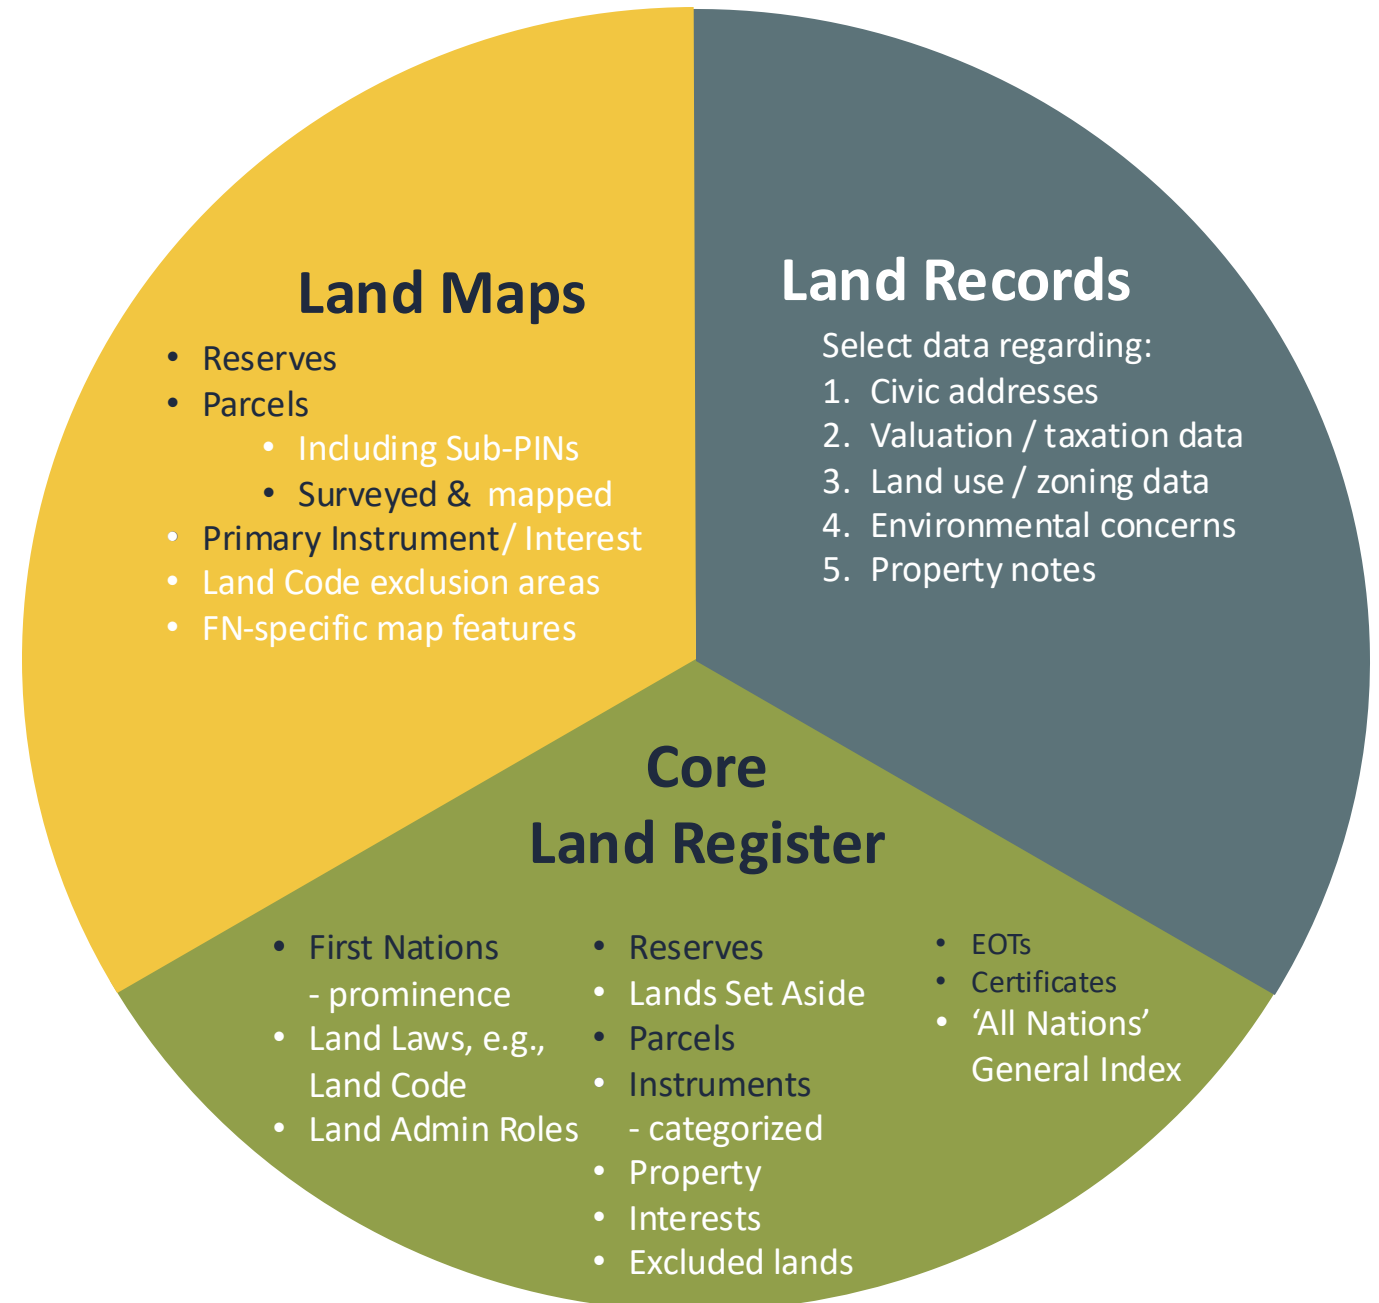 Land Maps
• Reserves
• Parcels
• Including Sub-PINs
• Surveyed & mapped
• Primary Instrument/ Interest
• Land Code exclusion areas
• FN-specific map features
Land Records
Select data regarding:
1. Civic addresses
2. Valuation / taxation data
3. Land use / zoning data
4. Environmental concerns
5. Property notes
Core
Land Register
• First Nations
- prominence
• Land Laws, e.g.,
Land Code
• Land Admin Roles
• Reserves
• Lands Set Aside
• Parcels
• Instruments
- categorized
• Property
• Interests
• Excluded lands
• EOTs
• Certificates
• ‘All Nations’
General Index